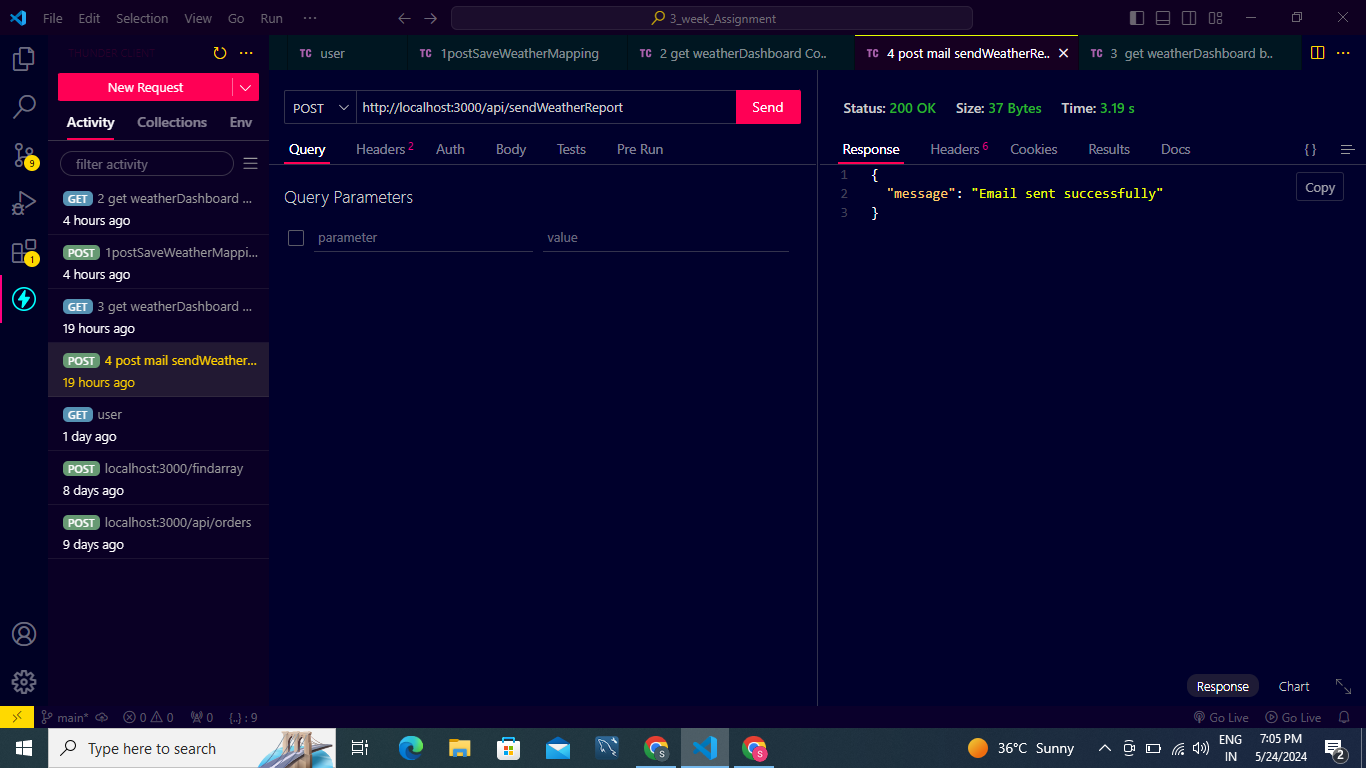 File Edit Selection View Go Run ···
3_week_Assignment
THUNDER CLIENT
TC user
TC 1postSaveWeatherMapping
TC 2 get weatherDashboard Co..
TC 4 post mail sendWeatherRe..
TC 3 get weatherDashboard b..
New Request
Activity Collections Env
filter activity
GET 2 get weatherDashboard ...
4 hours ago
POST 1postSaveWeatherMappi...
4 hours ago
GET 3 get weatherDashboard ...
19 hours ago
POST 4 post mail sendWeather...
19 hours ago
GET user
1 day ago
POST localhost:3000/findarray
8 days ago
POST localhost:3000/api/orders
9 days ago
POST http://localhost:3000/api/sendWeatherReport Send
Query Headers 2 Auth Body Tests Pre Run
Query Parameters
parameter value
Status: 200 OK Size: 37 Bytes Time: 3.19 s
Response Headers 6 Cookies Results Docs { }
1 {
2 "message": "Email sent successfully"
3 }
Copy
Response Chart
9
1
main* 0 0 0 {..} : 9
Go Live Go Live
Type here to search
S
S
36°C Sunny
ENG
IN
7:05 PM
5/24/2024
2